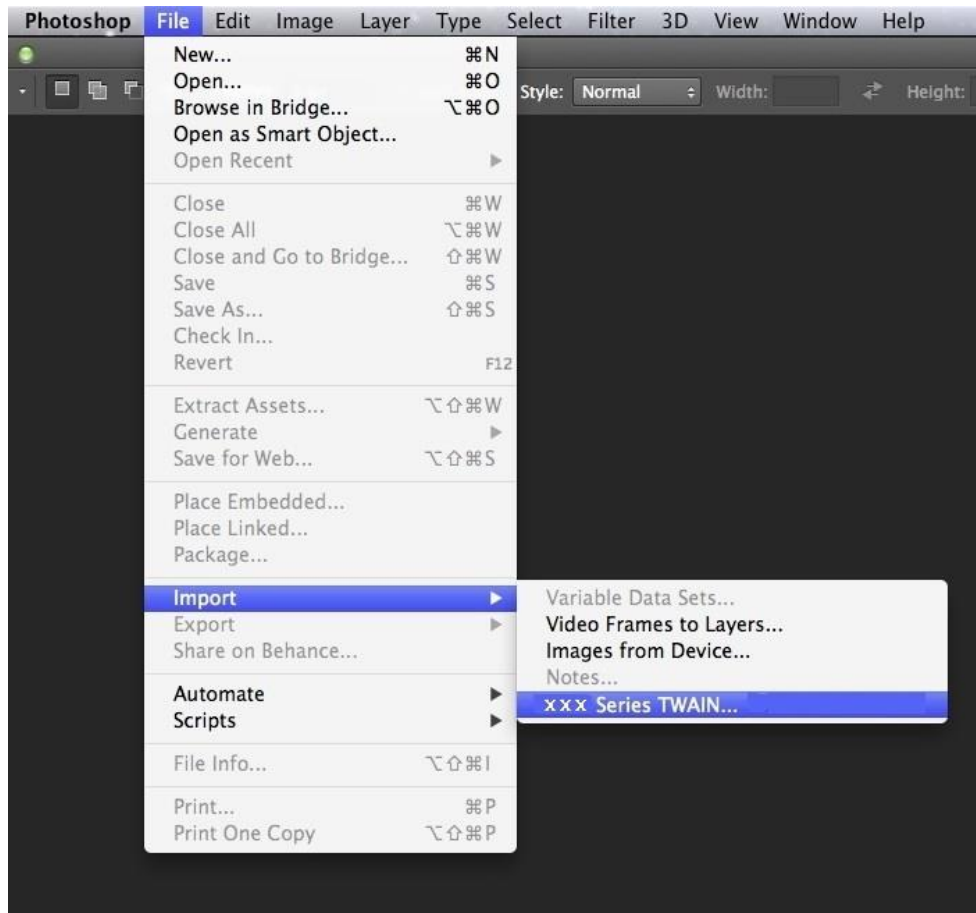 Photoshop File Edit Image Layer Type Select Filter 3D View Window Help
New... ⌘N
Open... ⌘O
Style: Normal Width: Height:
Browse in Bridge... ⌥⌘O
Open as Smart Object...
Open Recent
Close ⌘W
Close All ⌥⌘W
Close and Go to Bridge... ⇧⌘W
Save ⌘S
Save As... ⇧⌘S
Check In...
Revert F12
Extract Assets... ⌥⇧⌘W
Generate
Save for Web... ⌥⇧⌘S
Place Embedded...
Place Linked...
Package...
Import
Export
Share on Behance...
Automate
Scripts
File Info... ⌥⇧⌘I
Print... ⌘P
Print One Copy ⌥⇧⌘P
Variable Data Sets...
Video Frames to Layers...
Images from Device...
Notes...
xxx Series TWAIN...